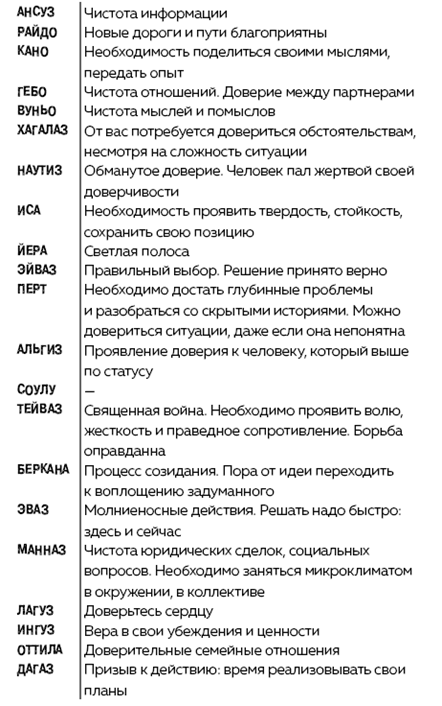 АНСУЗ Чистота информации
РАЙДО Новые дороги и пути благоприятны
КАНО Необходимость поделиться своими мыслями,
передать опыт
ГЕБО Чистота отношений. Доверие между партнерами
ВУНЬО Чистота мыслей и помыслов
ХАГАЛАЗ От вас потребуется довериться обстоятельствам,
несмотря на сложность ситуации
НАУТИЗ Обманутое доверие. Человек пал жертвой своей
доверчивости
ИСА Необходимость проявить твердость, стойкость,
сохранить свою позицию
ЙЕРА Светлая полоса
ЭЙВАЗ Правильный выбор. Решение принято верно
ПЕРТ Необходимо достать глубинные проблемы
и разобраться со скрытыми историями. Можно
довериться ситуации, даже если она непонятна
АЛЬГИЗ Проявление доверия к человеку, который выше
по статусу
СОУЛУ —
ТЕЙВАЗ Священная война. Необходимо проявить волю,
жесткость и праведное сопротивление. Борьба
оправданна
БЕРКАНА Процесс созидания. Пора от идеи переходить
к воплощению задуманного
ЭВАЗ Молниеносные действия. Решать надо быстро:
здесь и сейчас
МАННАЗ Чистота юридических сделок, социальных
вопросов. Необходимо заняться микроклиматом
в окружении, в коллективе
ЛАГУЗ Доверьтесь сердцу
ИНГУЗ Вера в свои убеждения и ценности
ОТТИЛА Доверительные семейные отношения
ДАГАЗ Призыв к действию: время реализовывать свои
планы